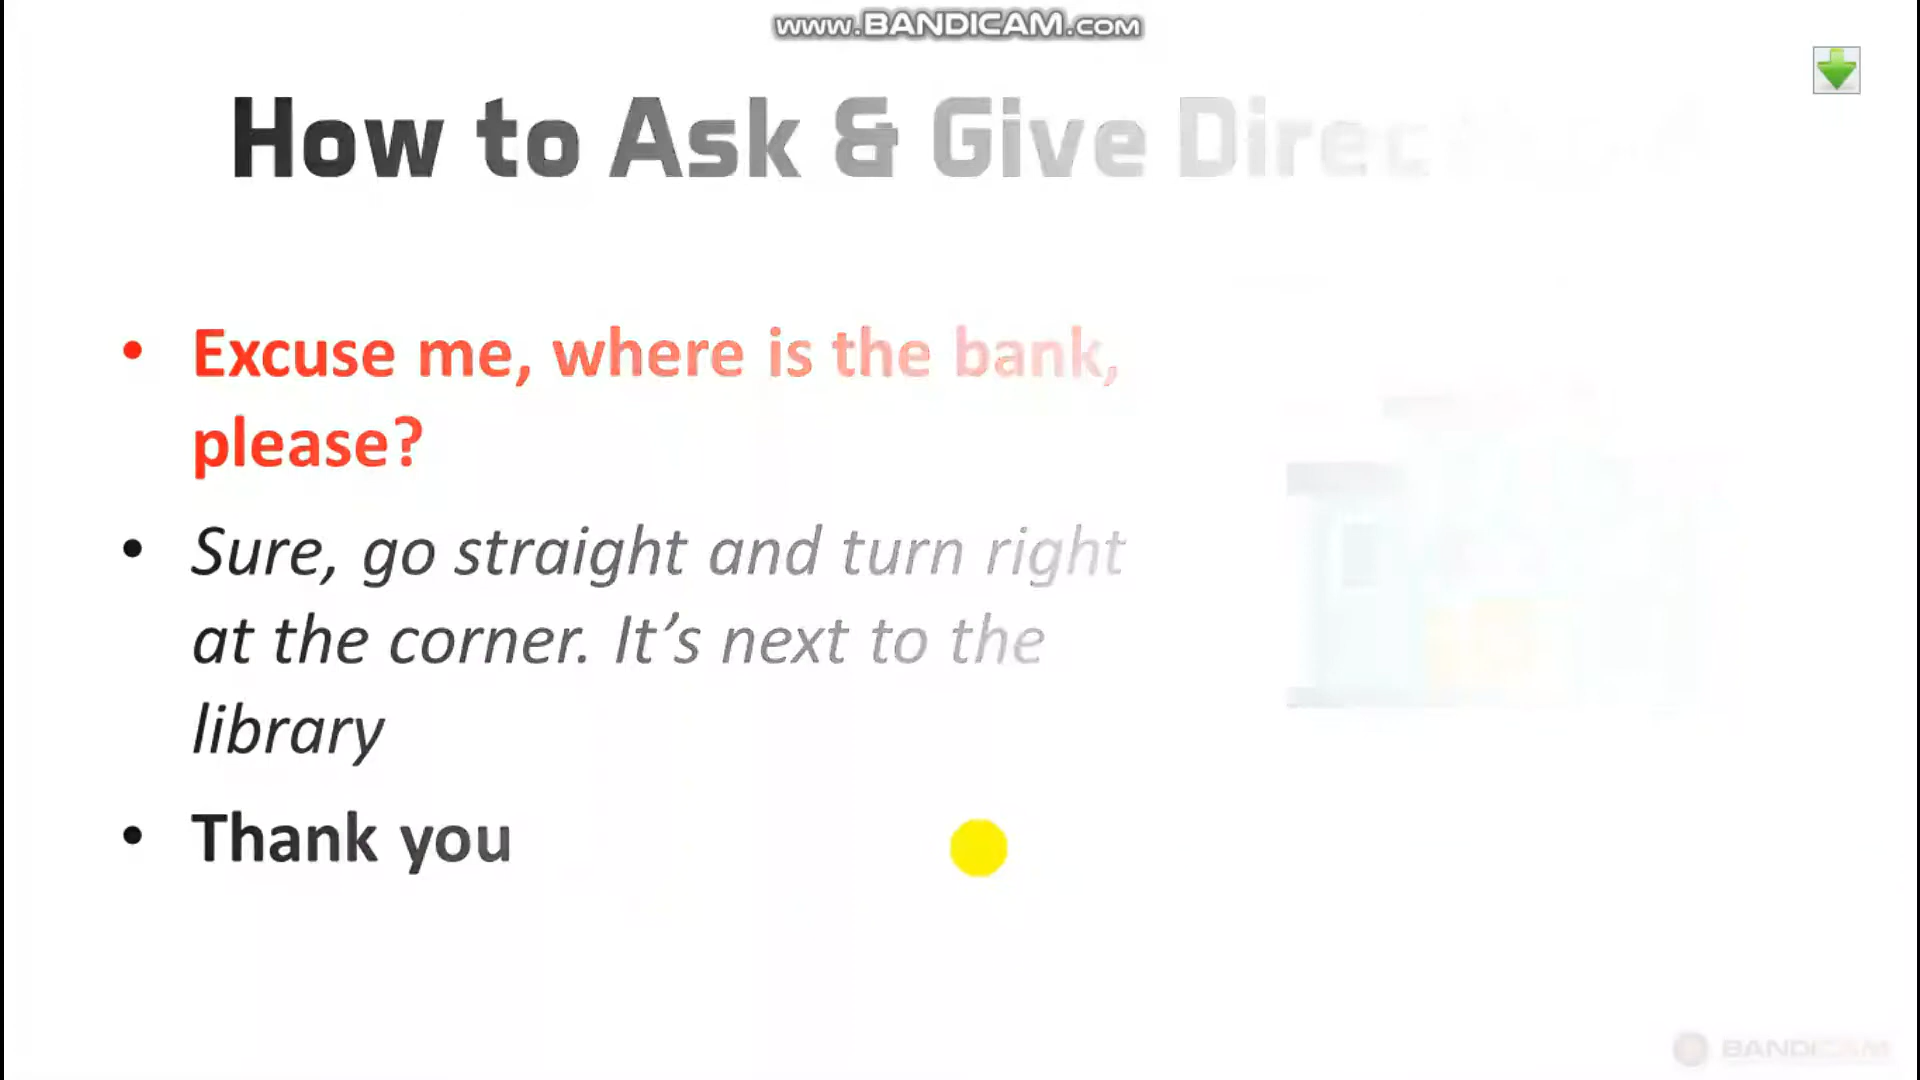 www.BANDICAM.com
How to Ask & Give
• Excuse me, where is the bank,
please?
• Sure, go straight and turn right
at the corner. It’s next to the
library
• Thank you
BANDICAM